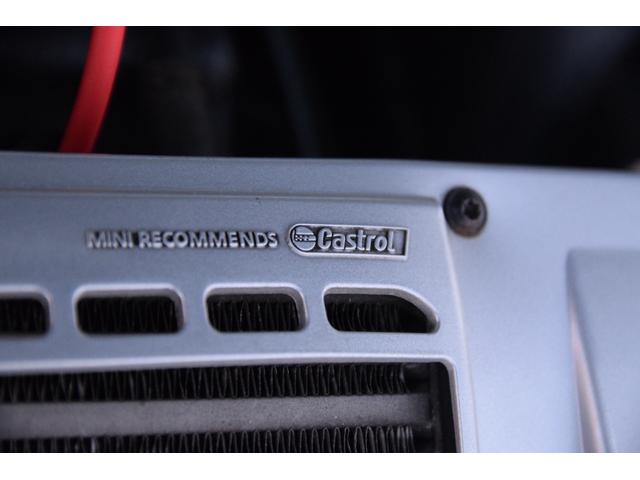 MINI RECOMMENDS Castrol